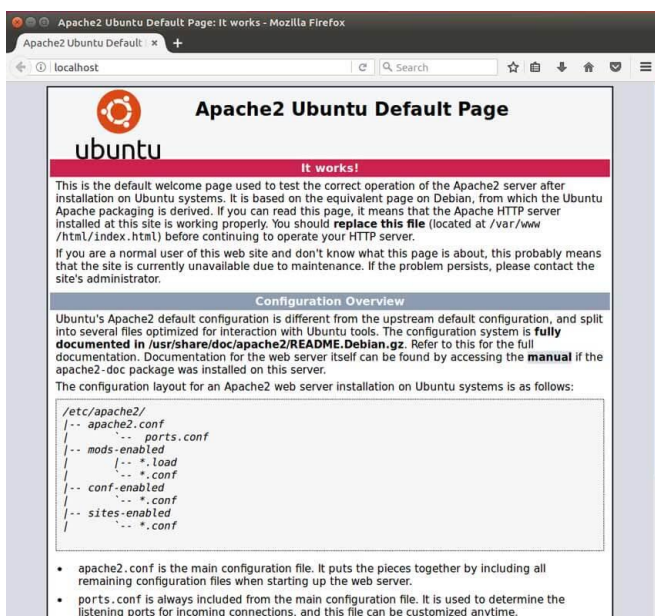 Apache2 Ubuntu Default Page: It works - Mozilla Firefox
Apache2 Ubuntu Default × +
localhost Search
ubuntu
Apache2 Ubuntu Default Page
It works!
This is the default welcome page used to test the correct operation of the Apache2 server after
installation on Ubuntu systems. It is based on the equivalent page on Debian, from which the Ubuntu
Apache packaging is derived. If you can read this page, it means that the Apache HTTP server
installed at this site is working properly. You should replace this file (located at /var/www
/html/index.html) before continuing to operate your HTTP server.
If you are a normal user of this web site and don't know what this page is about, this probably means
that the site is currently unavailable due to maintenance. If the problem persists, please contact the
site's administrator.
Configuration Overview
Ubuntu's Apache2 default configuration is different from the upstream default configuration, and split
into several files optimized for interaction with Ubuntu tools. The configuration system is fully
documented in /usr/share/doc/apache2/README.Debian.gz. Refer to this for the full
documentation. Documentation for the web server itself can be found by accessing the manual if the
apache2-doc package was installed on this server.
The configuration layout for an Apache2 web server installation on Ubuntu systems is as follows:
/etc/apache2/
|-- apache2.conf
|       `--  ports.conf
|-- mods-enabled
|       |-- *.load
|       `-- *.conf
|-- conf-enabled
|       `-- *.conf
|-- sites-enabled
|       `-- *.conf
• apache2.conf is the main configuration file. It puts the pieces together by including all
remaining configuration files when starting up the web server.
• ports.conf is always included from the main configuration file. It is used to determine the
listening ports for incoming connections, and this file can be customized anytime.